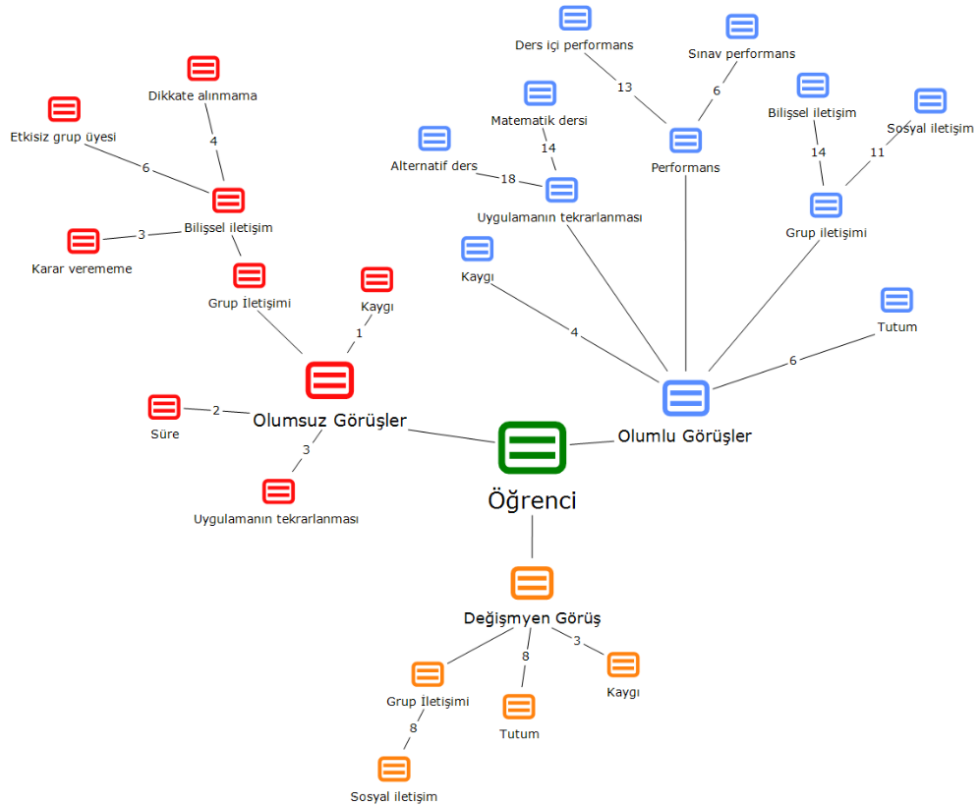 Ders içi performans
Sınav performans
13
6
Dikkate alınmama
Etkisiz grup üyesi
4
6
Matematik dersi
Bilişsel iletişim
Sosyal iletişim
14
14
11
Alternatif ders
18
Performans
Bilişsel iletişim
3
Uygulamanın tekrarlanması
Grup iletişimi
Karar verememe
Grup İletişimi
Kaygı
Kaygı
1
4
Tutum
6
Süre
2
Olumsuz Görüşler
Olumlu Görüşler
3
Uygulamanın tekrarlanması
Öğrenci
Değişmyen Görüş
8
3
Grup İletişimi
Kaygı
8
Tutum
Sosyal iletişim